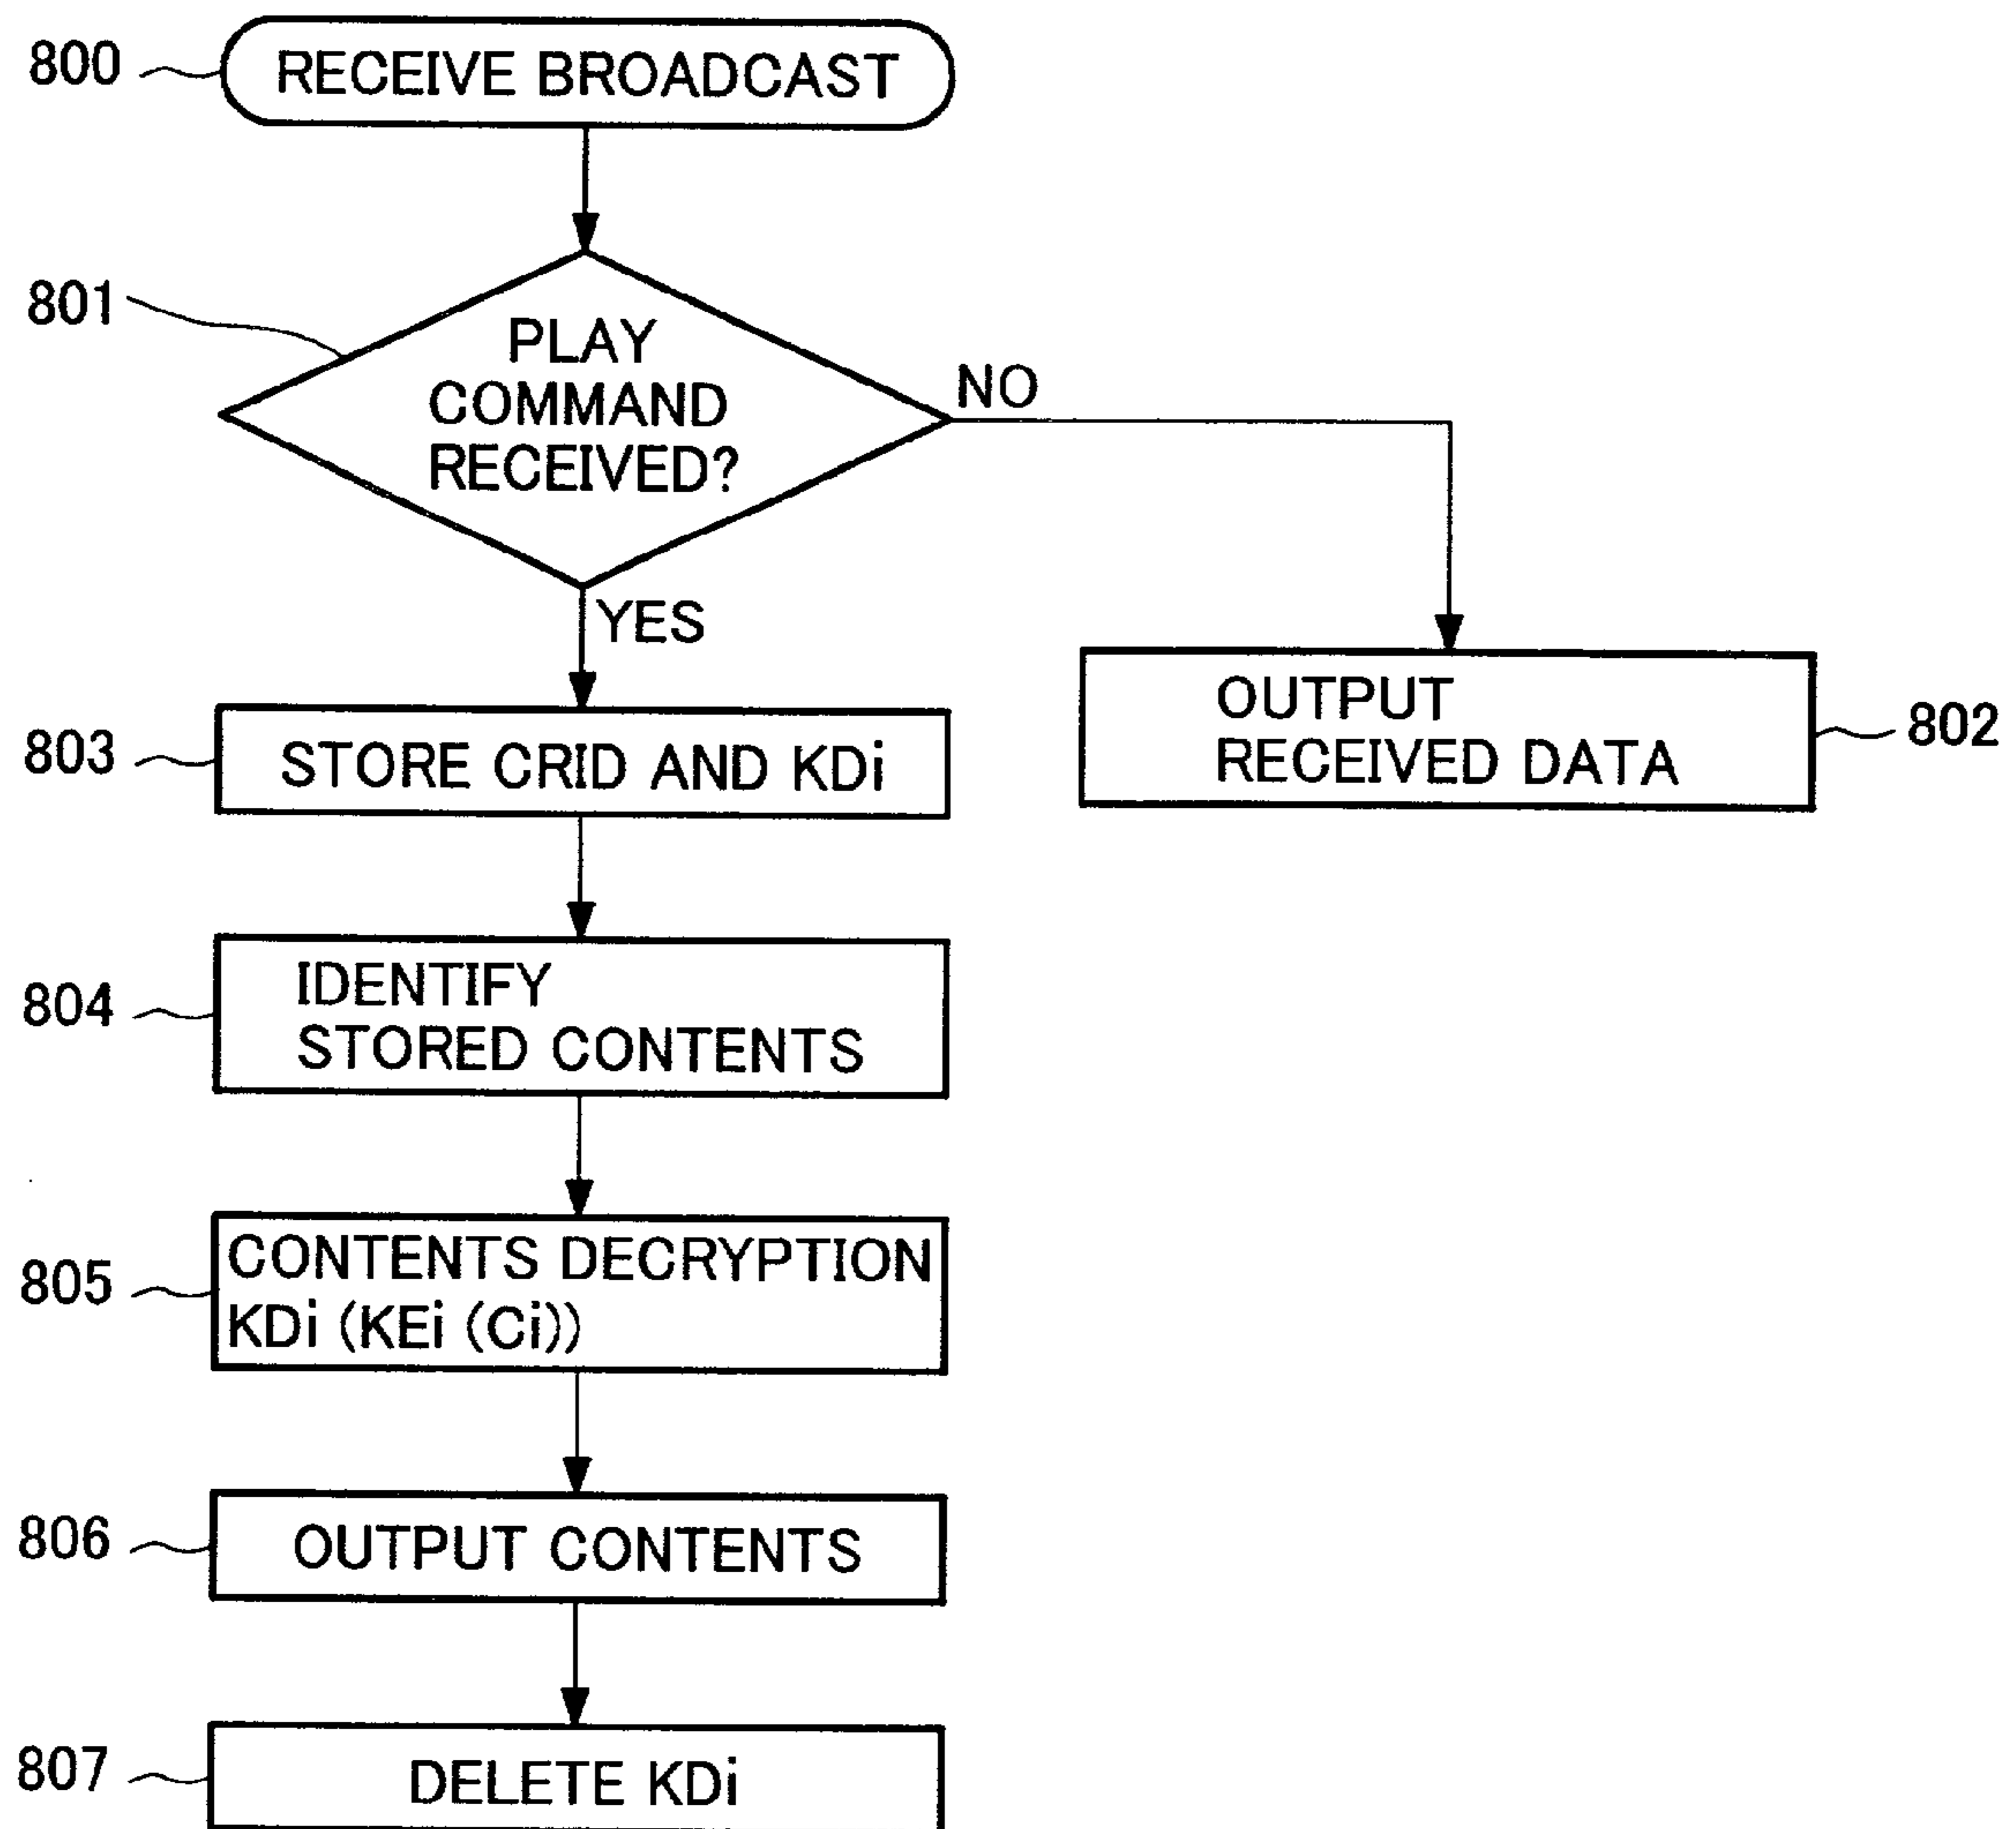 800
RECEIVE BROADCAST
801
PLAY
COMMAND
RECEIVED?
NO
YES
OUTPUT
RECEIVED DATA
802
803
STORE CRID AND KDi
804
IDENTIFY
STORED CONTENTS
805
CONTENTS DECRYPTION
KDi (KEi (Ci))
806
OUTPUT CONTENTS
807
DELETE KDi